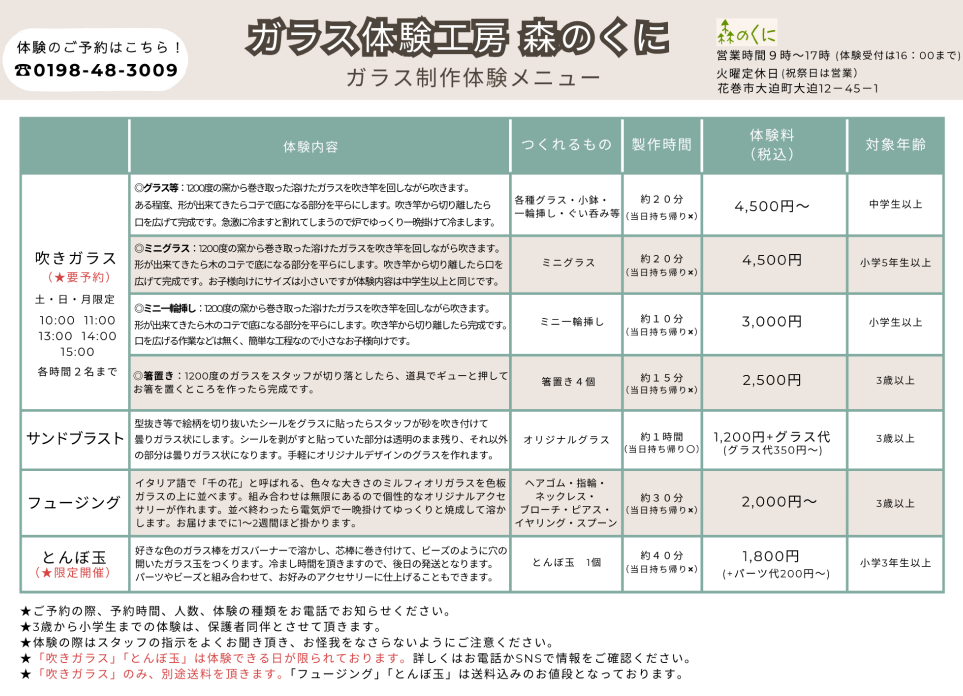 体験のご予約はこちら！
☎0198-48-3009
ガラス体験工房 森のくに
ガラス制作体験メニュー
森のくに
営業時間９時〜17時 (体験受付は16：00まで)
火曜定休日(祝祭日は営業)
花巻市大迫町大迫12－45－1
体験内容
つくれるもの
製作時間
体験料
（税込）
対象年齢
吹きガラス
（★要予約）
土・日・月限定
10:00 11:00
13:00 14:00
15:00
各時間２名まで
◎グラス等：1200度の窯から巻き取った溶けたガラスを吹き竿を回しながら吹きます。
ある程度、形が出来てきたらコテで底になる部分を平らにします。吹き竿から切り離したら
口を広げて完成です。急激に冷ますと割れてしまうので炉でゆっくり一晩掛けて冷まします。
各種グラス・小鉢・
一輪挿し・ぐい呑み等
約２０分
（当日持ち帰り×）
4,500円〜
中学生以上
◎ミニグラス：1200度の窯から巻き取った溶けたガラスを吹き竿を回しながら吹きます。
形が出来てきたら木のコテで底になる部分を平らにします。吹き竿から切り離したら口を
広げて完成です。お子様向けにサイズは小さいですが体験内容は中学生以上と同じです。
ミニグラス
約２０分
（当日持ち帰り×）
4,500円
小学5年生以上
◎ミニ一輪挿し：1200度の窯から巻き取った溶けたガラスを吹き竿を回しながら吹きます。
形が出来てきたら木のコテで底になる部分を平らにします。吹き竿から切り離したら完成です。
口を広げる作業などは無く、簡単な工程なので小さなお子様向けです。
ミニ一輪挿し
約１０分
（当日持ち帰り×）
3,000円
小学生以上
◎箸置き：1200度のガラスをスタッフが切り落としたら、道具でギューと押して
お箸を置くところを作ったら完成です。
箸置き４個
約１５分
（当日持ち帰り×）
2,500円
3歳以上
サンドブラスト
型抜き等で絵柄を切り抜いたシールをグラスに貼ったらスタッフが砂を吹き付けて
曇りガラス状にします。シールを剥がすと貼っていた部分は透明のまま残り、それ以外
の部分は曇りガラス状になります。手軽にオリジナルデザインのグラスを作れます。
オリジナルグラス
約１時間
（当日持ち帰り〇）
1,200円+グラス代
(グラス代350円〜)
3歳以上
フュージング
イタリア語で「千の花」と呼ばれる、色々な大きさのミルフィオリガラスを色板
ガラスの上に並べます。組み合わせは無限にあるので個性的なオリジナルアクセ
サリーが作れます。並べ終わったら電気炉で一晩掛けてゆっくりと焼成して溶か
します。お届けまでに1〜2週間ほど掛かります。
ヘアゴム・指輪・
ネックレス・
ブローチ・ピアス・
イヤリング・スプーン
約３０分
（当日持ち帰り×）
2,000円〜
3歳以上
とんぼ玉
（★限定開催）
好きな色のガラス棒をガスバーナーで溶かし、芯棒に巻き付けて、ビーズのように穴の
開いたガラス玉をつくります。冷まし時間を頂きますので、後日の発送となります。
パーツやビーズと組み合わせて、お好みのアクセサリーに仕上げることもできます。
とんぼ玉　1個
約４０分
（当日持ち帰り×）
1,800円
(+パーツ代200円〜)
小学3年生以上
★ご予約の際、予約時間、人数、体験の種類をお電話でお知らせください。
★3歳から小学生までの体験は、保護者同伴とさせて頂きます。
★体験の際はスタッフの指示をよくお聞き頂き、お怪我をなさらないようにご注意ください。
★「吹きガラス」「とんぼ玉」は体験できる日が限られております。詳しくはお電話かSNSで情報をご確認ください。
★「吹きガラス」のみ、別途送料を頂きます。「フュージング」「とんぼ玉」は送料込みのお値段となっております。